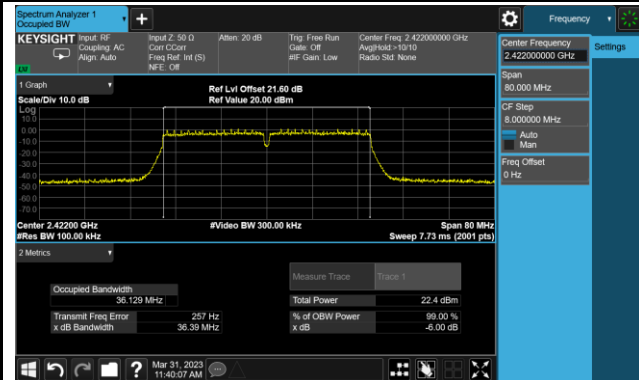 Spectrum Analyzer 1
Occupied BW
Frequency
KEYSIGHT
Input: RF
Coupling: AC
Align: Auto
Input Z: 50 Ω
Corr CCorr
Freq Ref: Int (S)
NFE: Off
Atten: 20 dB
Trig: Free Run
Gate: Off
#IF Gain: Low
Center Freq: 2.422000000 GHz
Avg|Hold:>10/10
Radio Std: None
Center Frequency
2.422000000 GHz
Settings
Span
80.000 MHz
CF Step
8.000000 MHz
Auto
Man
Freq Offset
0 Hz
1 Graph
Scale/Div 10.0 dB
Ref Lvl Offset 21.60 dB
Ref Value 20.00 dBm
Log
10.0
0.00
-10.0
-20.0
-30.0
-40.0
-50.0
-60.0
-70.0
Center 2.42200 GHz
#Video BW 300.00 kHz
Span 80 MHz
#Res BW 100.00 kHz
Sweep 7.73 ms (2001 pts)
2 Metrics
Measure Trace
Trace 1
Occupied Bandwidth
36.129 MHz
Total Power
22.4 dBm
Transmit Freq Error
257 Hz
% of OBW Power
99.00 %
x dB Bandwidth
36.39 MHz
x dB
-6.00 dB
Mar 31, 2023
11:40:07 AM